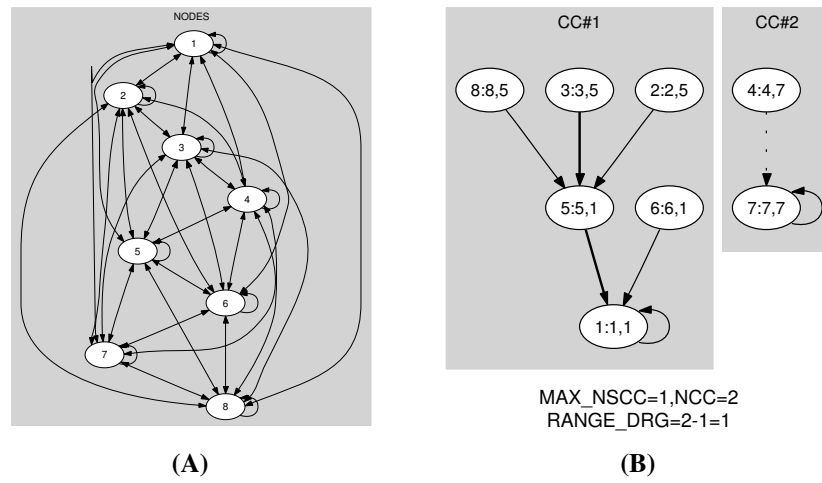 NODES
1
2
3
4
5
6
7
8
(A)
CC#1
CC#2
8:8,5
3:3,5
2:2,5
4:4,7
5:5,1
6:6,1
7:7,7
1:1,1
MAX_NSCC=1,NCC=2
RANGE_DRG=2-1=1
(B)